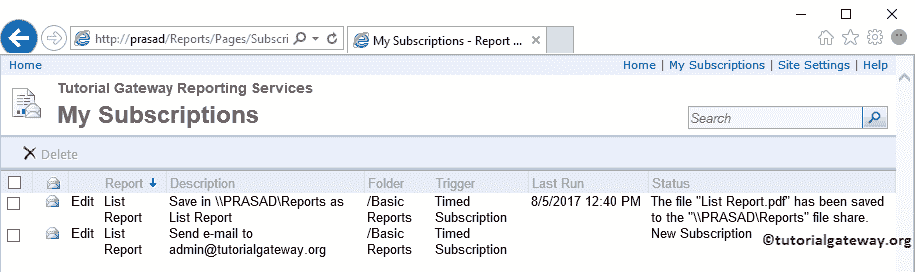 http://prasad/Reports/Pages/Subscri
My Subscriptions - Report ...
Home
Home | My Subscriptions | Site Settings | Help
Tutorial Gateway Reporting Services
My Subscriptions
Search
Delete
Report Description Folder Trigger Last Run Status
Edit List Save in \\PRASAD\Reports as /Basic Timed 8/5/2017 12:40 PM The file "List Report.pdf" has been saved
Report List Report Reports Subscription to the "\\PRASAD\Reports" file share.
Edit List Send e-mail to /Basic Timed New Subscription
Report admin@tutorialgateway.org Reports Subscription
©tutorialgateway.org